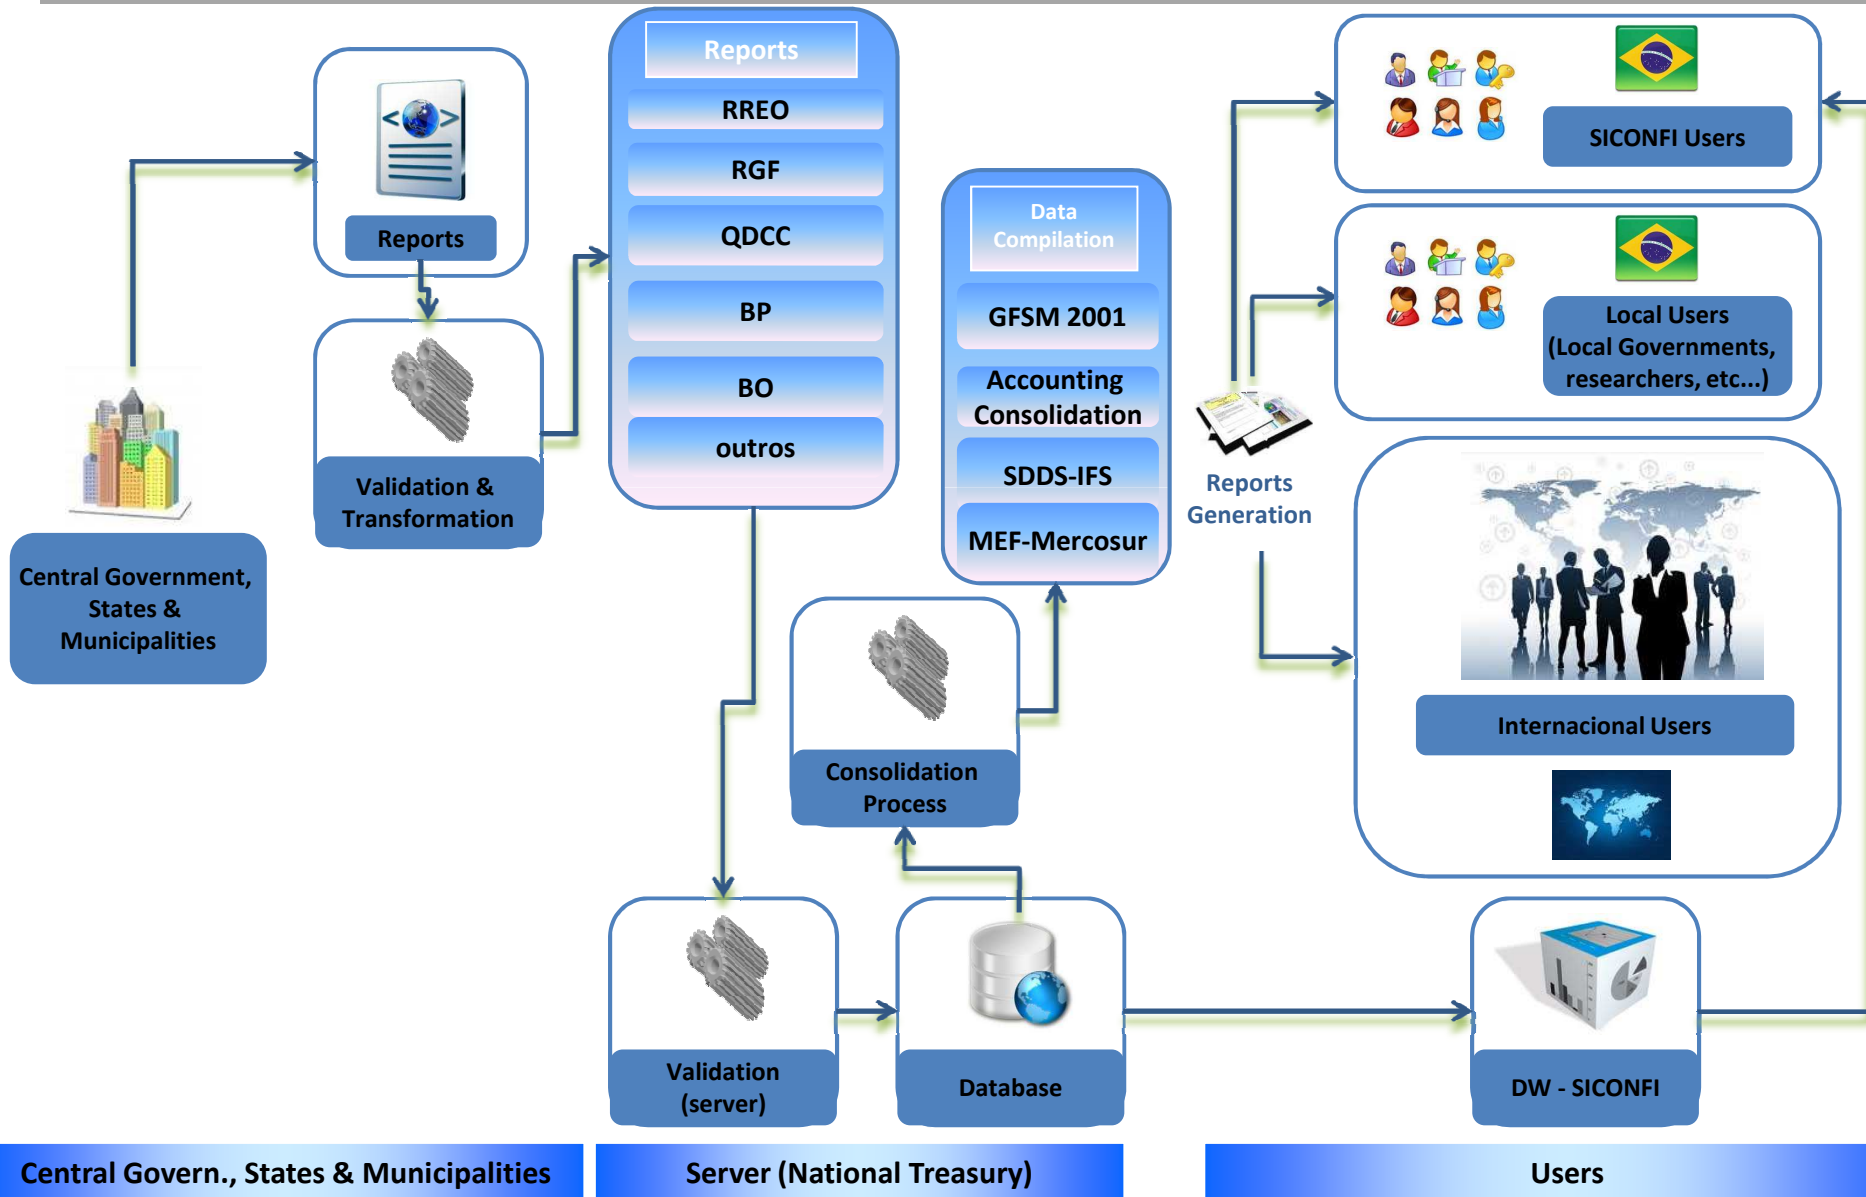 Reports
Central Government,
States &
Municipalities
Validation &
Transformation
Reports
RREO
RGF
QDCC
BP
BO
outros
Validation
(server)
Database
Consolidation
Process
Data
Compilation
GFSM 2001
Accounting
Consolidation
SDDS-IFS
MEF-Mercosur
Reports
Generation
SICONFI Users
Local Users
(Local Governments,
researchers, etc...)
Internacional Users
DW - SICONFI
Central Govern., States & Municipalities
Server (National Treasury)
Users